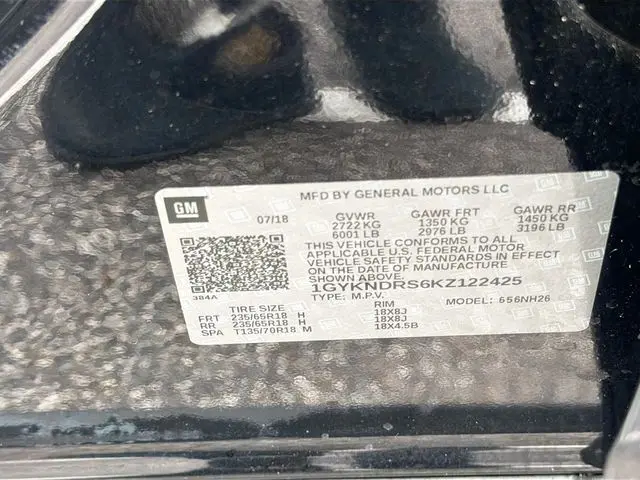 MFD BY GENERAL MOTORS LLC
GM
07/18 GVWR GAWR FRT GAWR RR
2722 KG 1350 KG 1450 KG
6001 LB 2976 LB 3196 LB
THIS VEHICLE CONFORMS TO ALL
APPLICABLE U.S. FEDERAL MOTOR
VEHICLE SAFETY STANDARDS IN EFFECT
ON THE DATE OF MANUFACTURE
SHOWN ABOVE.
1GYKNDRS6KZ122425
384A TYPE: M.P.V. MODEL: 656NH26
TIRE SIZE RIM
FRT 235/65R18 H 18X8J
RR 235/65R18 H 18X8J
SPA T135/70R18 M 18X4.5B